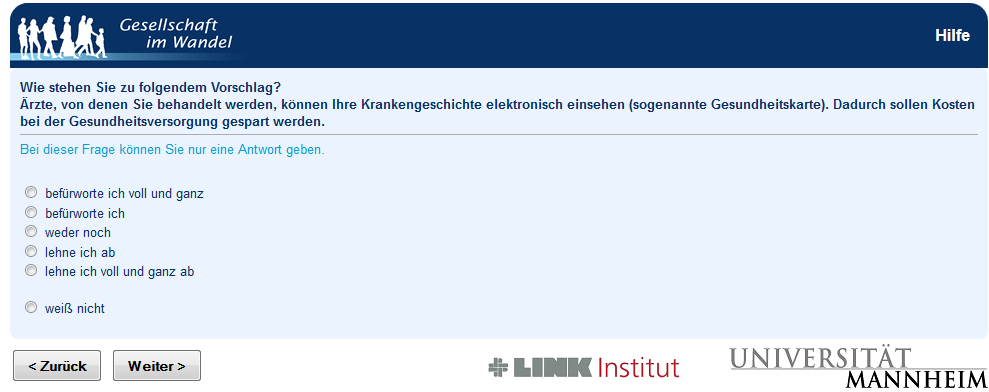 Gesellschaft
im Wandel
Hilfe
Wie stehen Sie zu folgendem Vorschlag?
Ärzte, von denen Sie behandelt werden, können Ihre Krankengeschichte elektronisch einsehen (sogenannte Gesundheitskarte). Dadurch sollen Kosten
bei der Gesundheitsversorgung gespart werden.
Bei dieser Frage können Sie nur eine Antwort geben.
befürworte ich voll und ganz
befürworte ich
weder noch
lehne ich ab
lehne ich voll und ganz ab
weiß nicht
< Zurück
Weiter >
LINK Institut
UNIVERSITÄT
MANNHEIM